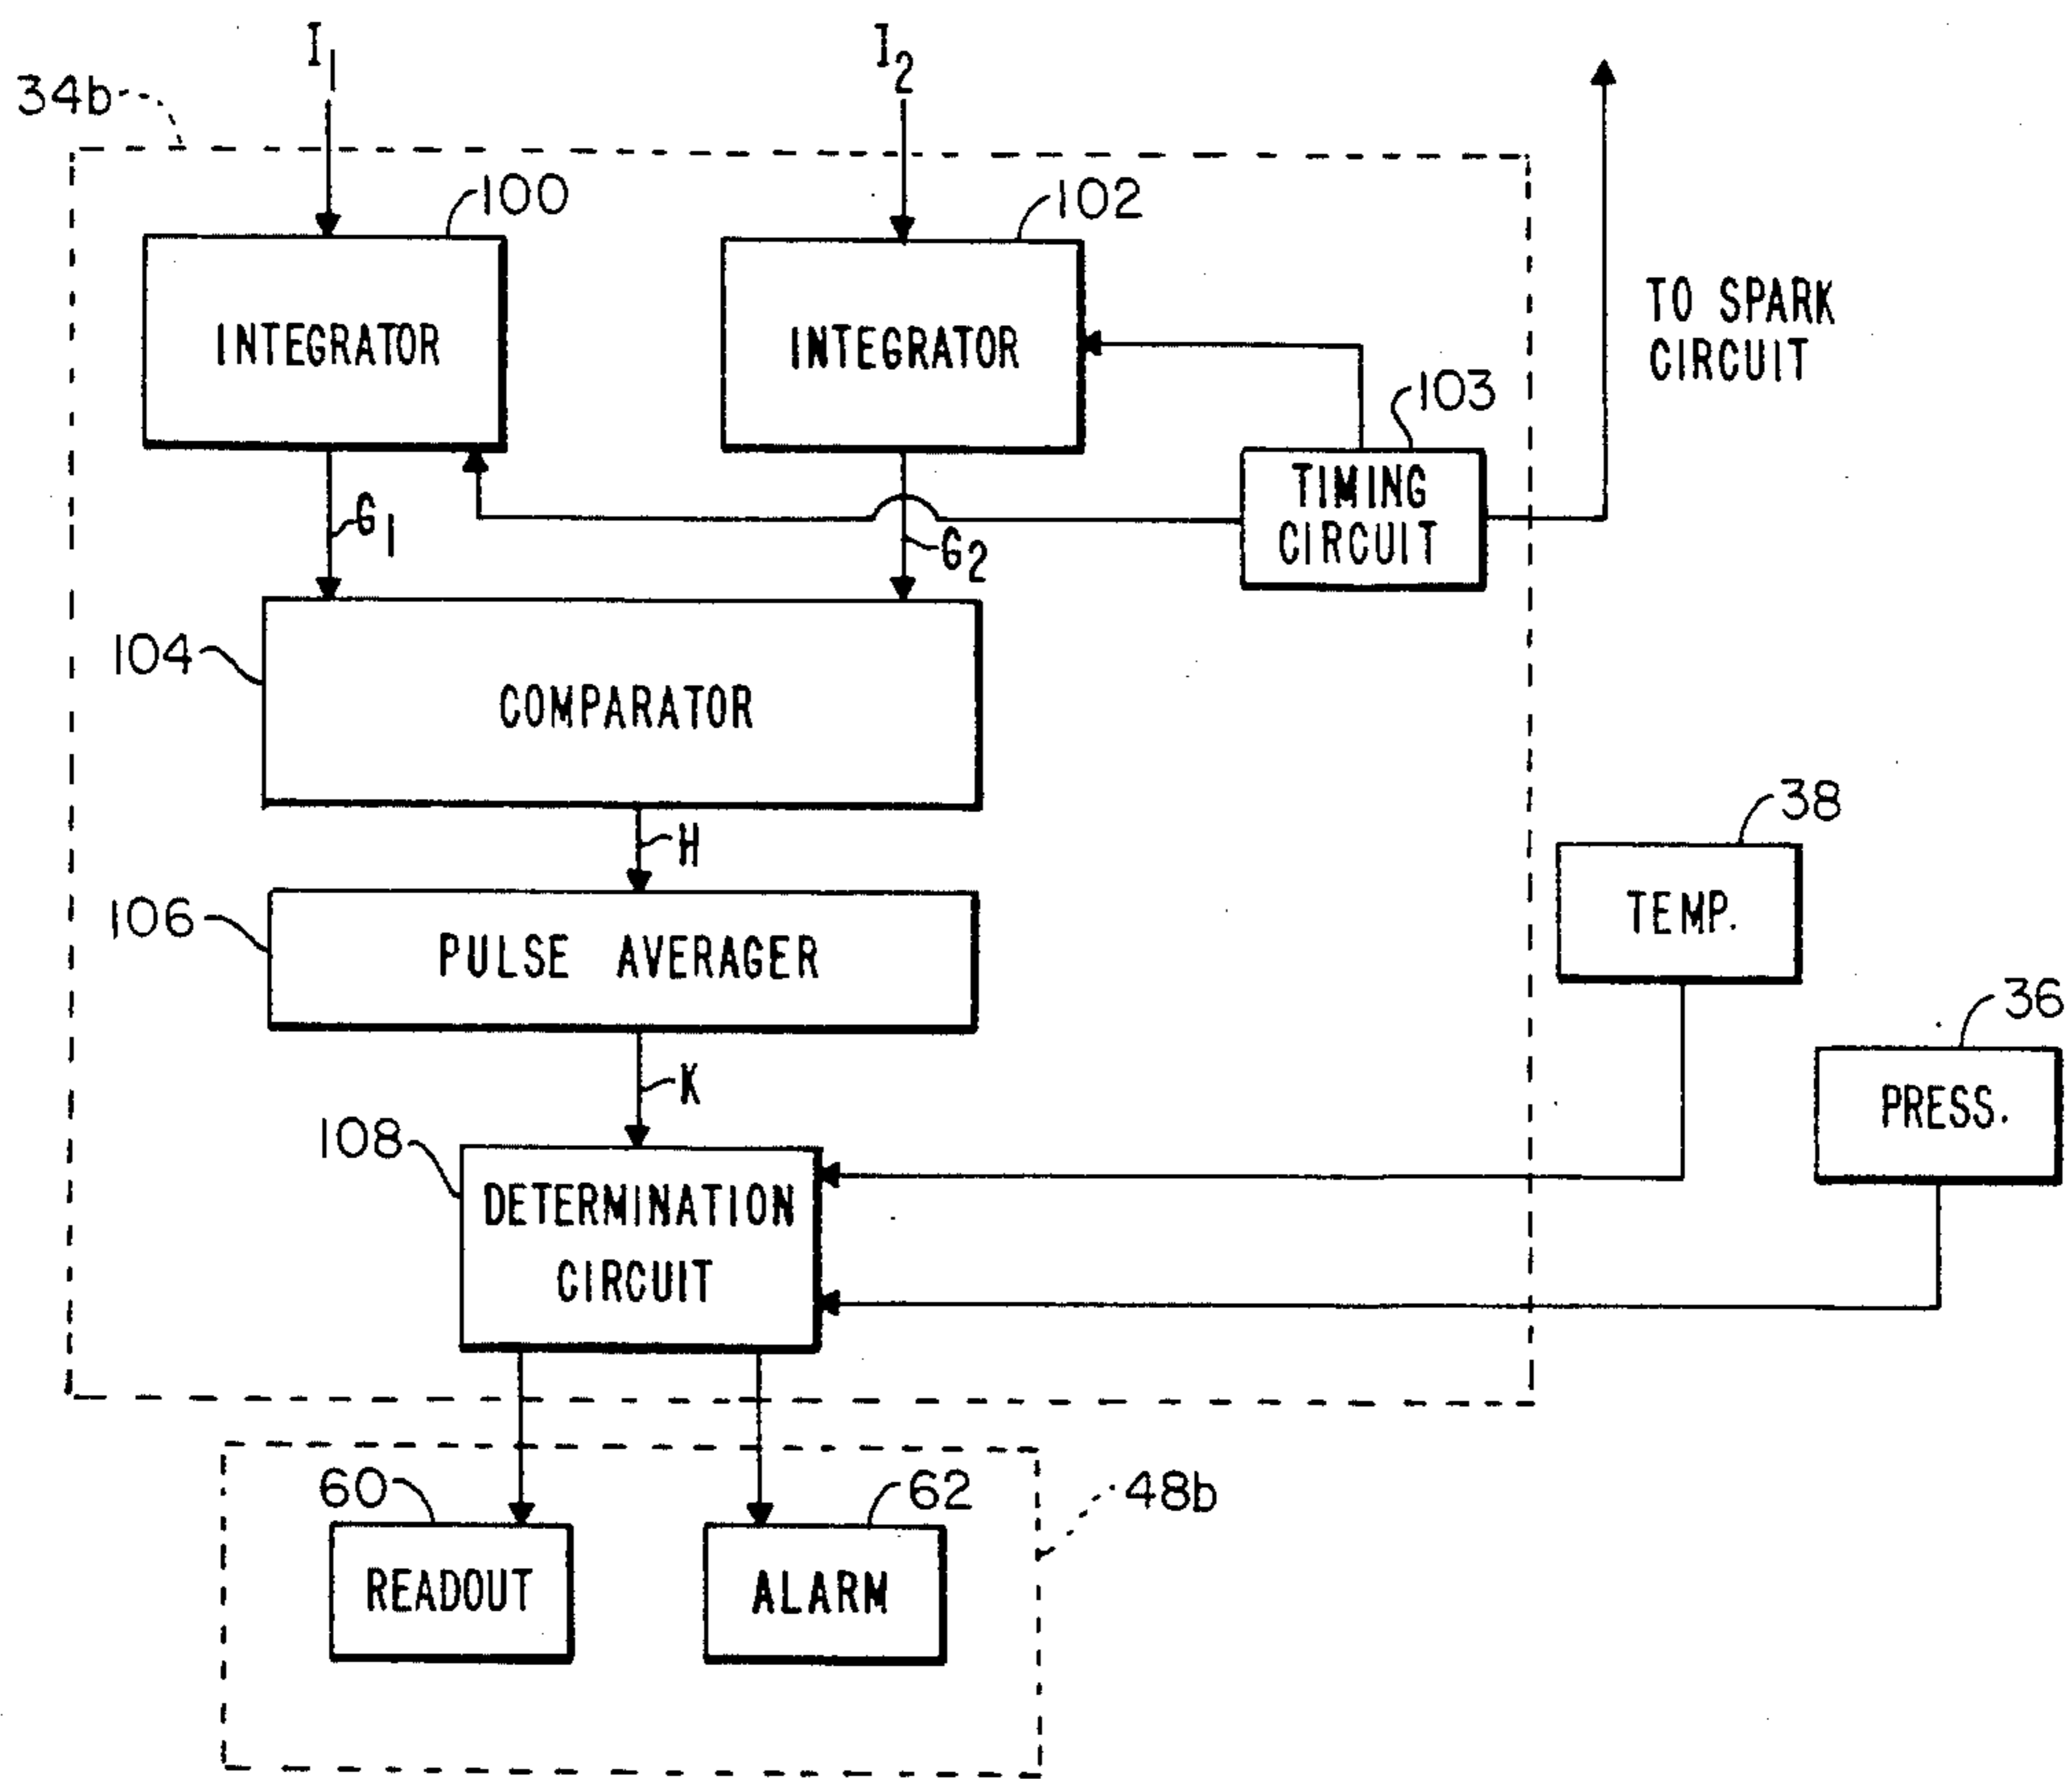 I1
I2
34b
100
102
INTEGRATOR
INTEGRATOR
TO SPARK
CIRCUIT
103
TIMING
CIRCUIT
G1
G2
104
COMPARATOR
H
38
TEMP.
106
PULSE AVERAGER
36
PRESS.
K
108
DETERMINATION
CIRCUIT
60
62
48b
READOUT
ALARM